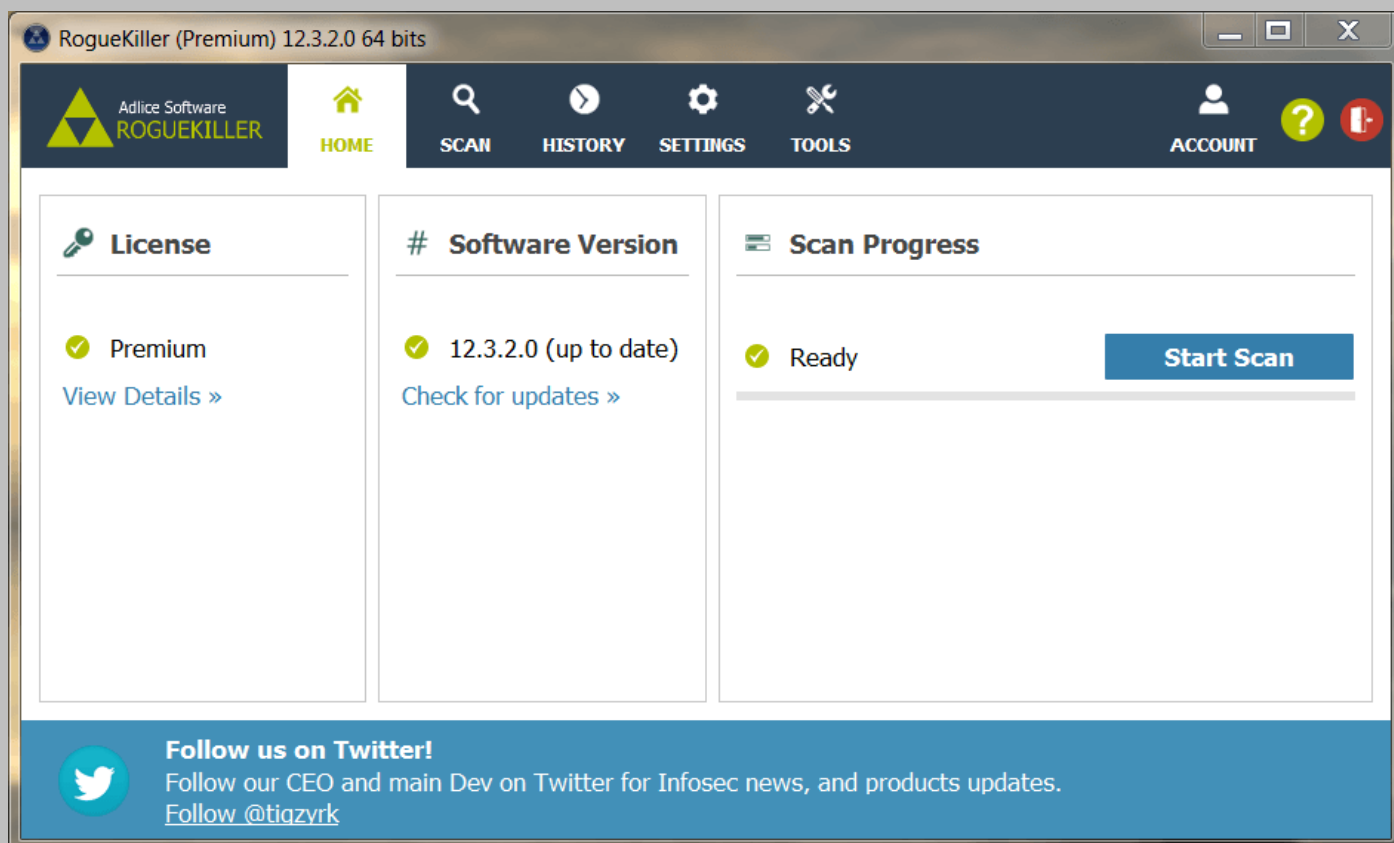 RogueKiller (Premium) 12.3.2.0 64 bits
Adlice Software
ROGUEKILLER
HOME
SCAN
HISTORY
SETTINGS
TOOLS
ACCOUNT
?
License
# Software Version
Scan Progress
Premium
12.3.2.0 (up to date)
Ready
Start Scan
View Details »
Check for updates »
Follow us on Twitter!
Follow our CEO and main Dev on Twitter for Infosec news, and products updates.
Follow @tigzyrk